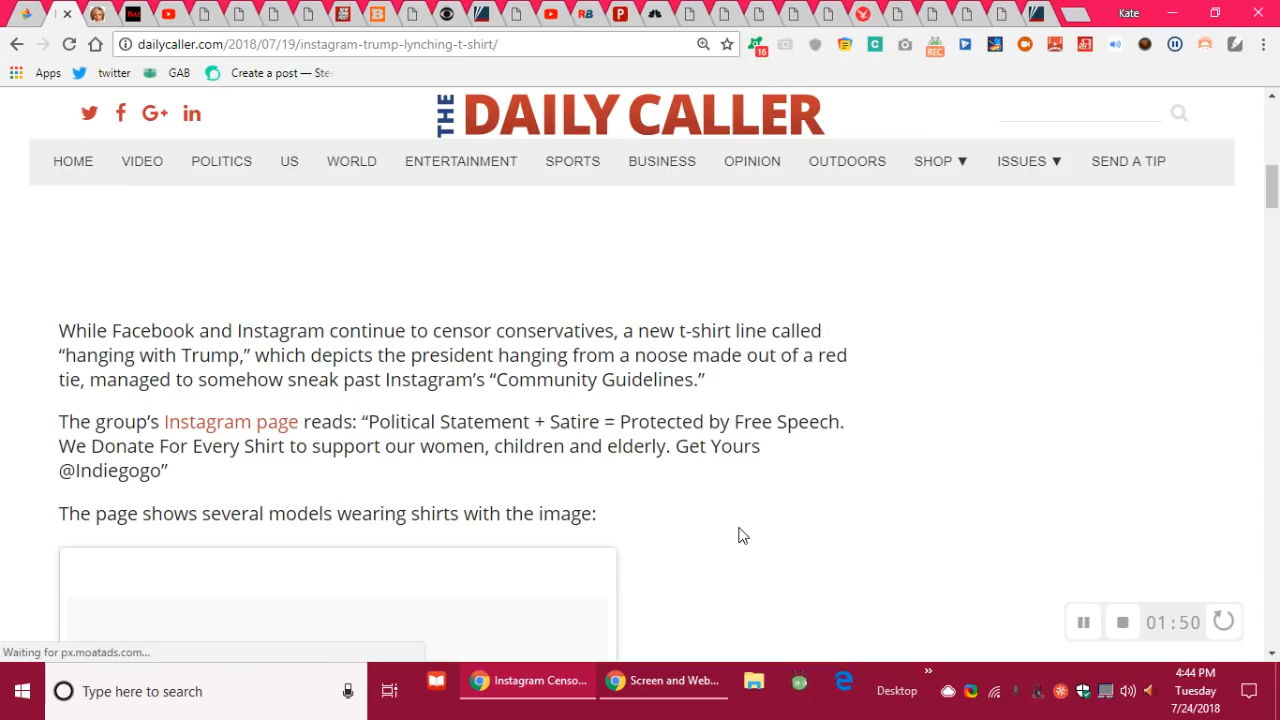 Kate
dailycaller.com/2018/07/19/instagram-trump-lynching-t-shirt/
16
REC
Apps
twitter
GAB
Create a post — Ste
THE DAILY CALLER
HOME
VIDEO
POLITICS
US
WORLD
ENTERTAINMENT
SPORTS
BUSINESS
OPINION
OUTDOORS
SHOP ▼
ISSUES ▼
SEND A TIP
While Facebook and Instagram continue to censor conservatives, a new t-shirt line called
“hanging with Trump,” which depicts the president hanging from a noose made out of a red
tie, managed to somehow sneak past Instagram’s “Community Guidelines.”
The group’s Instagram page reads: “Political Statement + Satire = Protected by Free Speech.
We Donate For Every Shirt to support our women, children and elderly. Get Yours
@Indiegogo”
The page shows several models wearing shirts with the image:
01:50
Waiting for px.moatads.com...
Type here to search
Instagram Censo...
Screen and Web...
Desktop
4:44 PM
Tuesday
7/24/2018